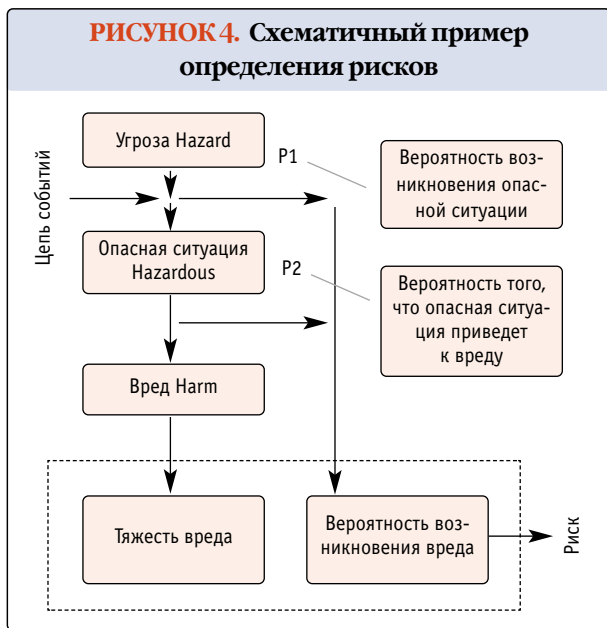 РИСУНОК 4. Схематичный пример
определения рисков
Угроза Hazard
P1
Вероятность воз-
никновения опас-
ной ситуации
Цепь событий
Опасная ситуация
Hazardous
P2
Вероятность того,
что опасная ситуа-
ция приведет
к вреду
Вред Harm
Тяжесть вреда
Вероятность воз-
никновения вреда
Риск